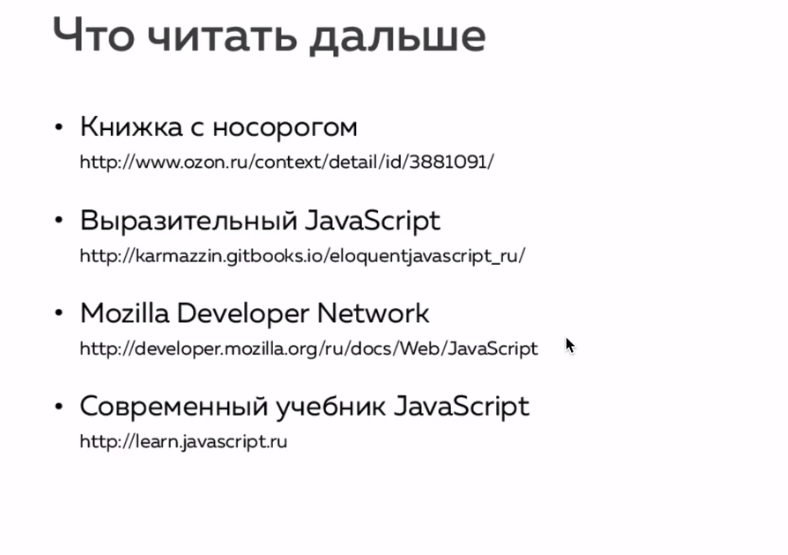 Что читать дальше
• Книжка с носорогом
http://www.ozon.ru/context/detail/id/3881091/
• Выразительный JavaScript
http://karmazzin.gitbooks.io/eloquentjavascript_ru/
• Mozilla Developer Network
http://developer.mozilla.org/ru/docs/Web/JavaScript
• Современный учебник JavaScript
http://learn.javascript.ru